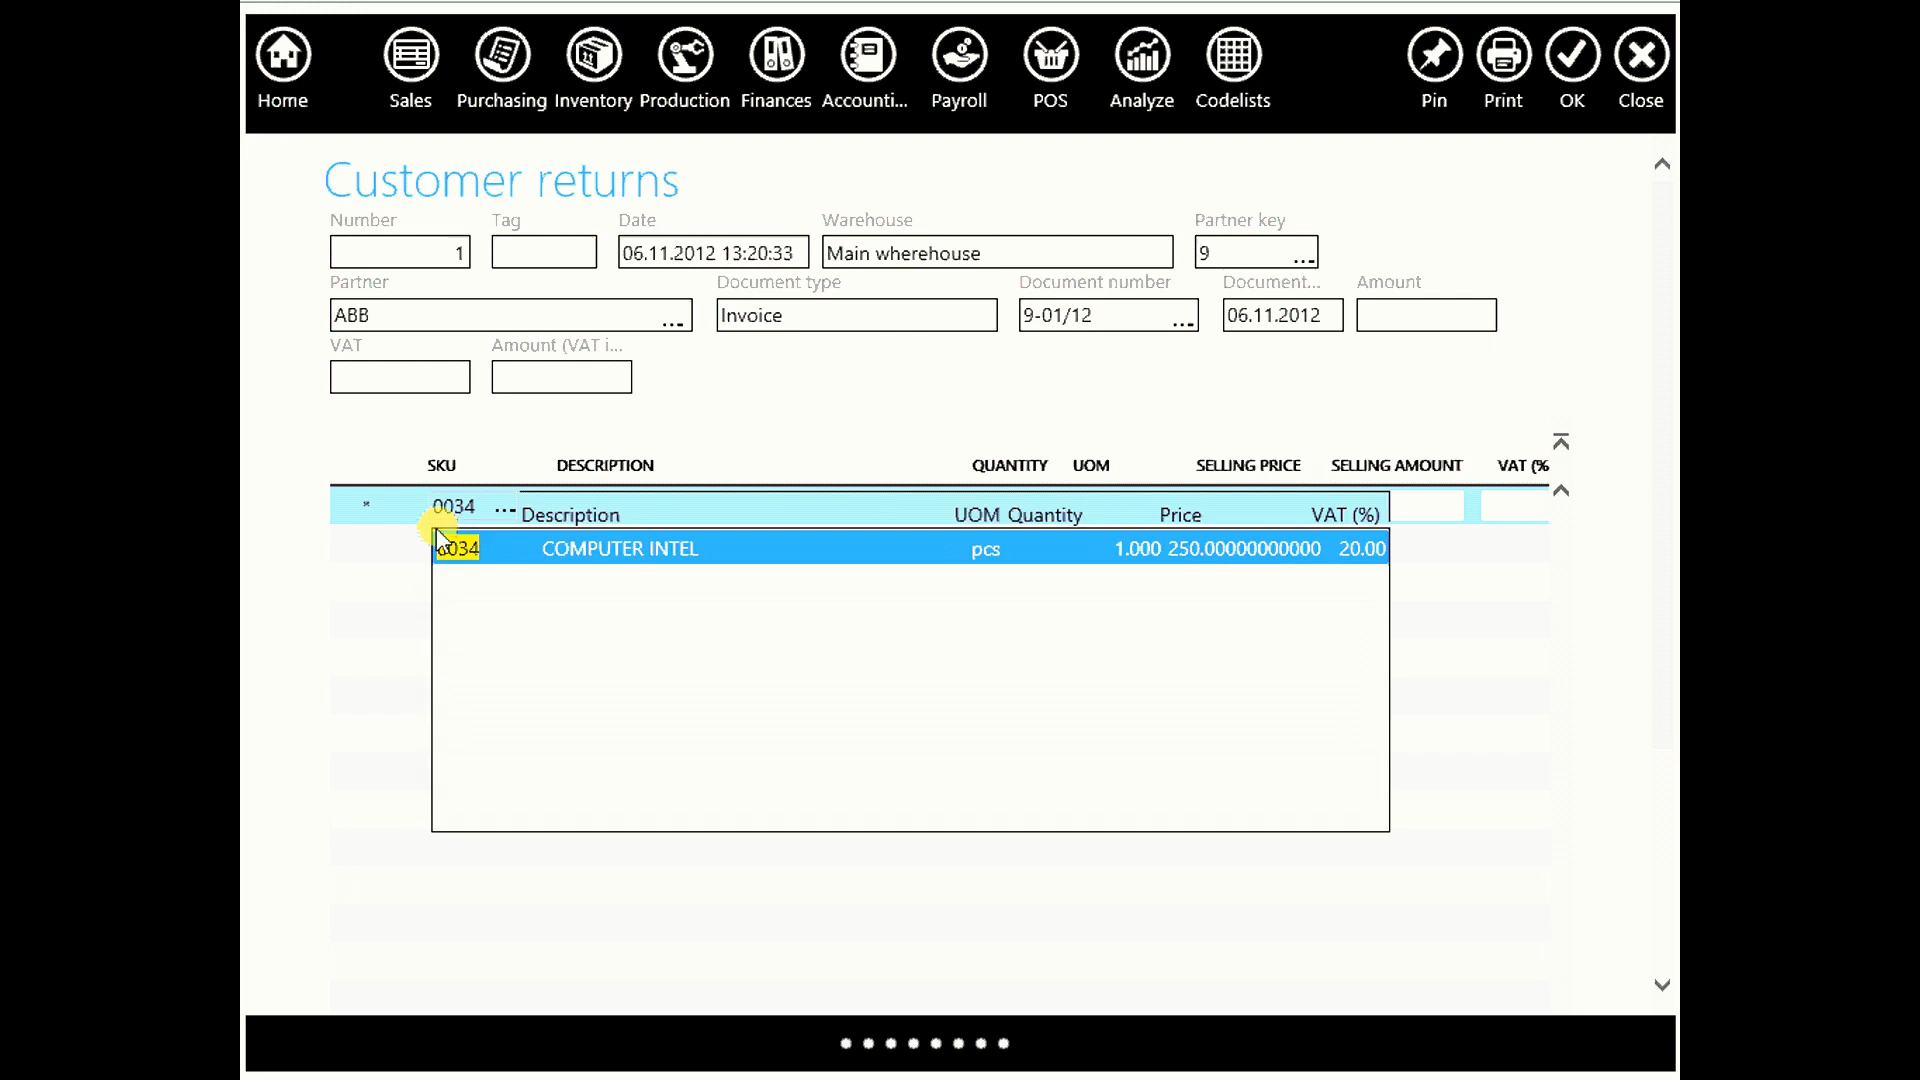 Home Sales Purchasing Inventory Production Finances Accounti... Payroll POS Analyze Codelists Pin Print OK Close
Customer returns
Number Tag Date Warehouse Partner key
1 06.11.2012 13:20:33 Main wherehouse 9 ...
Partner Document type Document number Document... Amount
ABB ... Invoice 9-01/12 ... 06.11.2012
VAT Amount (VAT i...
SKU DESCRIPTION QUANTITY UOM SELLING PRICE SELLING AMOUNT VAT (%
* 0034 ... Description UOM Quantity Price VAT (%)
0034 COMPUTER INTEL pcs 1.000 250.00000000000 20.00